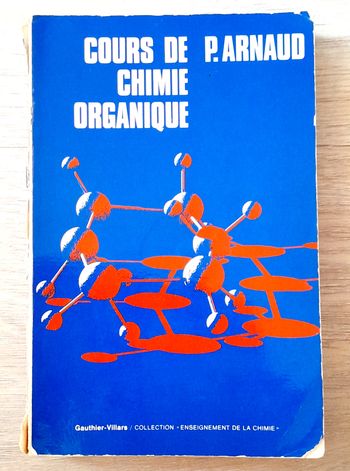 COURS DE
CHIMIE
ORGANIQUE
P. ARNAUD
Gauthier-Villars / COLLECTION «ENSEIGNEMENT DE LA CHIMIE»